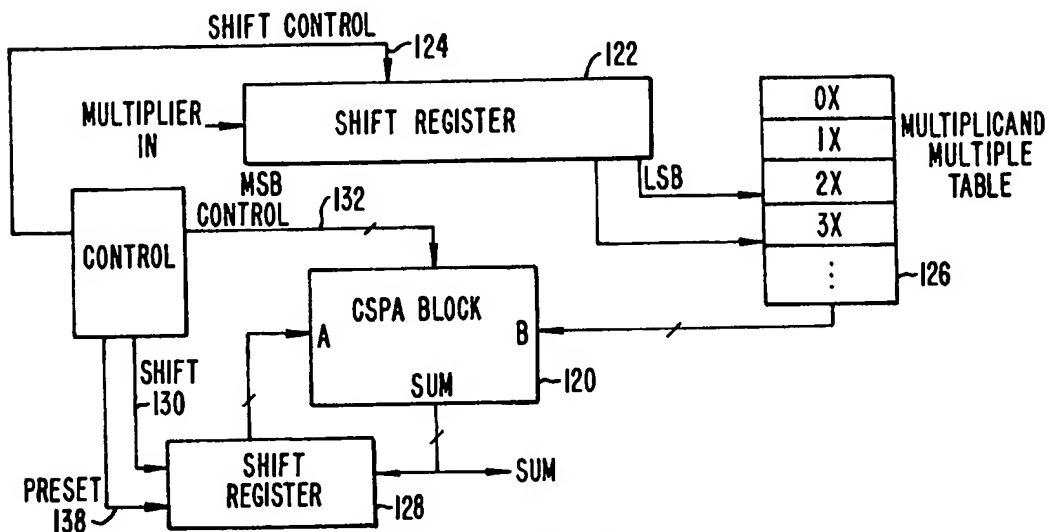 SHIFT CONTROL
124
122
MULTIPLIER
IN
SHIFT REGISTER
0X
1X
2X
3X
⋮
MULTIPLICAND
MULTIPLE
TABLE
126
LSB
MSB
CONTROL
132
CONTROL
CSPA BLOCK
A
B
SUM
120
SHIFT
130
SHIFT
REGISTER
128
SUM
PRESET
138